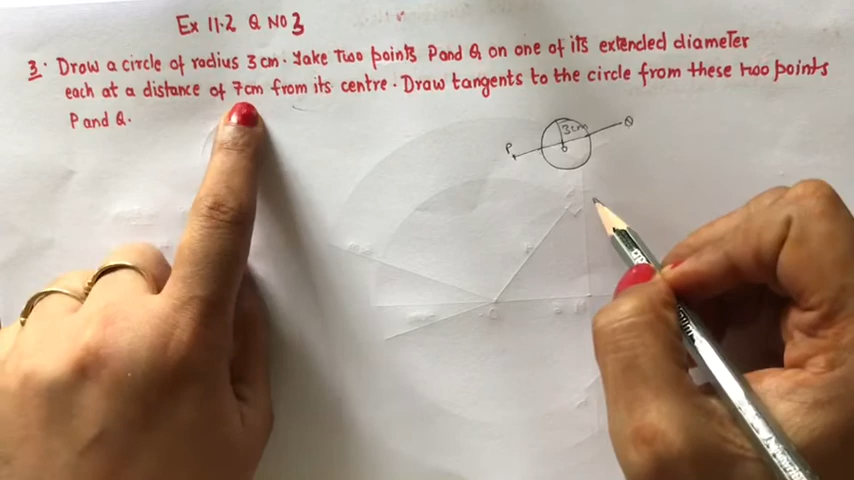 Ex 11.2 Q NO 3
3. Draw a circle of radius 3 cm. Take Two points P and Q on one of its extended diameter
each at a distance of 7cm from its centre. Draw tangents to the circle from these two points
P and Q.
3cm
P
Q
O